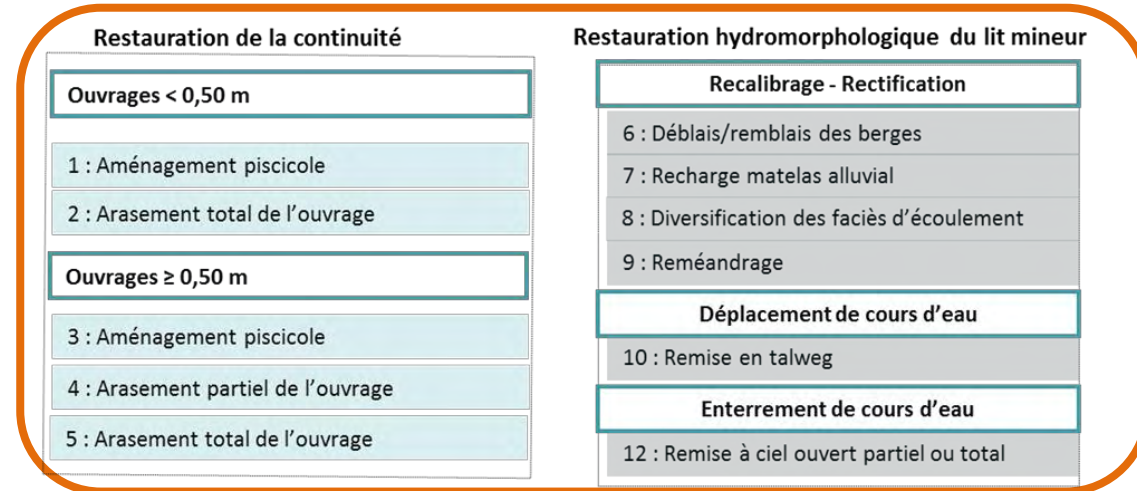 Restauration de la continuité
Ouvrages < 0,50 m
1 : Aménagement piscicole
2 : Arasement total de l’ouvrage
Ouvrages ≥ 0,50 m
3 : Aménagement piscicole
4 : Arasement partiel de l’ouvrage
5 : Arasement total de l’ouvrage
Restauration hydromorphologique du lit mineur
Recalibrage - Rectification
6 : Déblais/remblais des berges
7 : Recharge matelas alluvial
8 : Diversification des faciès d’écoulement
9 : Reméandrage
Déplacement de cours d’eau
10 : Remise en talweg
Enterrement de cours d’eau
12 : Remise à ciel ouvert partiel ou total